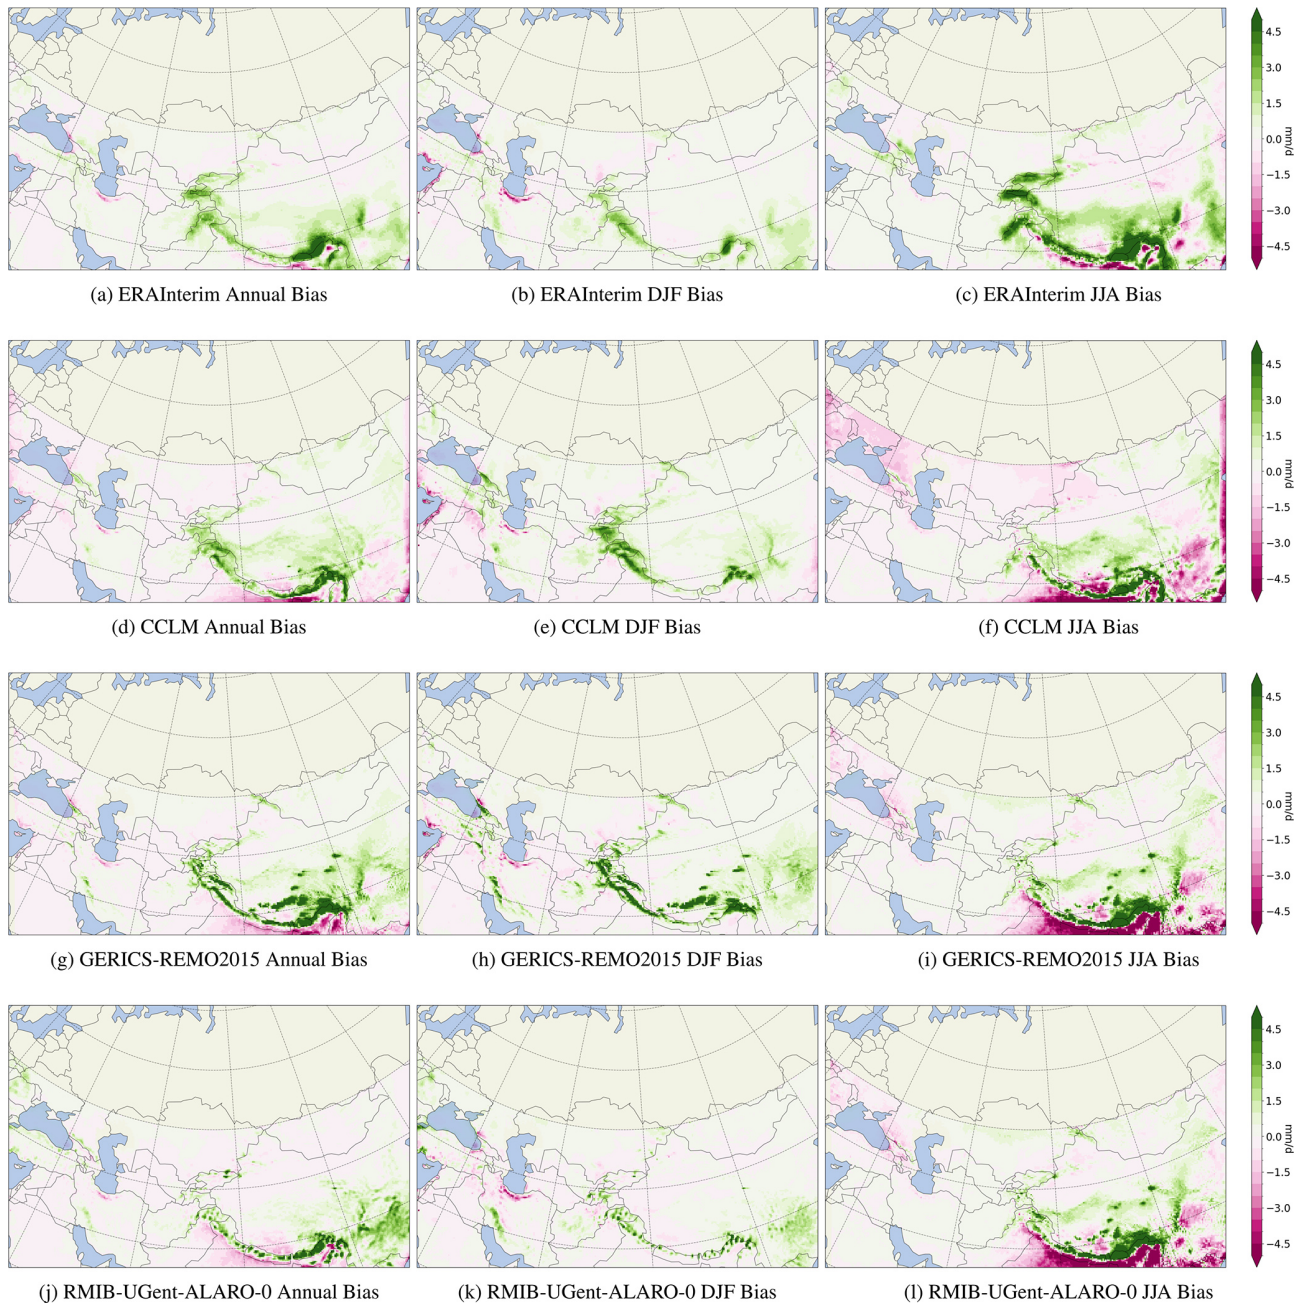 4.5
3.0
1.5
0.0
−1.5
−3.0
−4.5
mm/d
(a) ERAInterim Annual Bias
(b) ERAInterim DJF Bias
(c) ERAInterim JJA Bias
4.5
3.0
1.5
0.0
−1.5
−3.0
−4.5
mm/d
(d) CCLM Annual Bias
(e) CCLM DJF Bias
(f) CCLM JJA Bias
4.5
3.0
1.5
0.0
−1.5
−3.0
−4.5
mm/d
(g) GERICS-REMO2015 Annual Bias
(h) GERICS-REMO2015 DJF Bias
(i) GERICS-REMO2015 JJA Bias
4.5
3.0
1.5
0.0
−1.5
−3.0
−4.5
mm/d
(j) RMIB-UGent-ALARO-0 Annual Bias
(k) RMIB-UGent-ALARO-0 DJF Bias
(l) RMIB-UGent-ALARO-0 JJA Bias